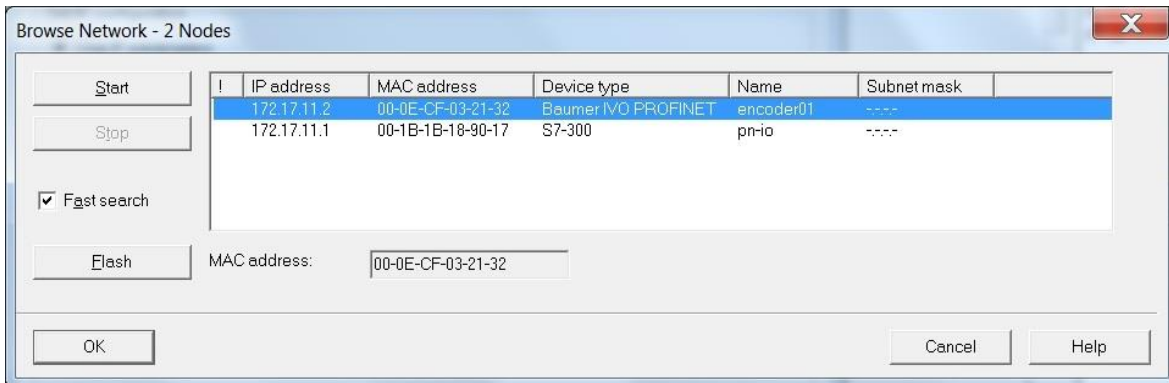 Browse Network - 2 Nodes
Start
! IP address MAC address Device type Name Subnet mask
172.17.11.2 00-0E-CF-03-21-32 Baumer IVO PROFINET encoder01 -.-.-.-
Stop
172.17.11.1 00-1B-1B-18-90-17 S7-300 pn-io -.-.-.-
Fast search
Flash MAC address: 00-0E-CF-03-21-32
OK Cancel Help